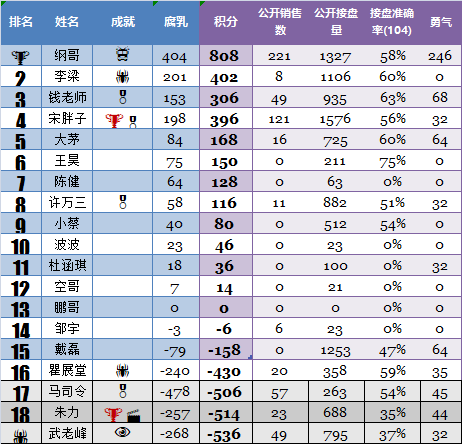 排名 姓名 成就 腐乳 积分 公开销售数 公开接盘量 接盘准确率(104) 勇气
纲哥 404 808 221 1327 58% 246
2 李梁 201 402 8 1106 60% 0
3 钱老师 153 306 49 935 63% 68
4 宋胖子 198 396 121 1576 56% 32
5 大茅 84 168 16 725 60% 64
6 王昊 75 150 0 211 75% 0
7 陈健 64 128 0 63 0% 0
8 许万三 58 116 11 882 51% 32
9 小蔡 40 80 0 512 54% 0
10 波波 23 46 0 23 0% 0
11 杜涵琪 18 36 0 100 0% 32
12 空哥 7 14 0 21 0% 0
13 鹏哥 0 0 0 0 0% 0
14 邹宇 -3 -6 6 23 0% 0
15 戴磊 -79 -158 0 1253 47% 64
16 瞿展堂 -240 -430 20 358 59% 35
17 马司令 -478 -506 57 263 54% 45
18 朱力 -257 -514 23 688 35% 44
武老峰 -268 -536 49 795 37% 32